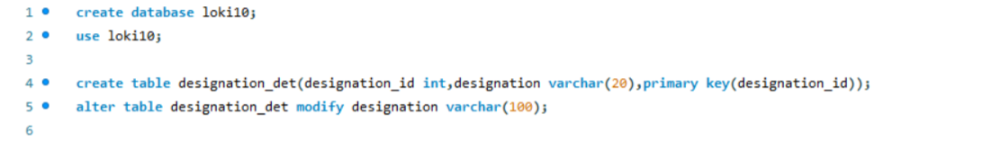 1 create database loki10;
2 use loki10;
3
4 create table designation_det(designation_id int,designation varchar(20),primary key(designation_id));
5 alter table designation_det modify designation varchar(100);
6